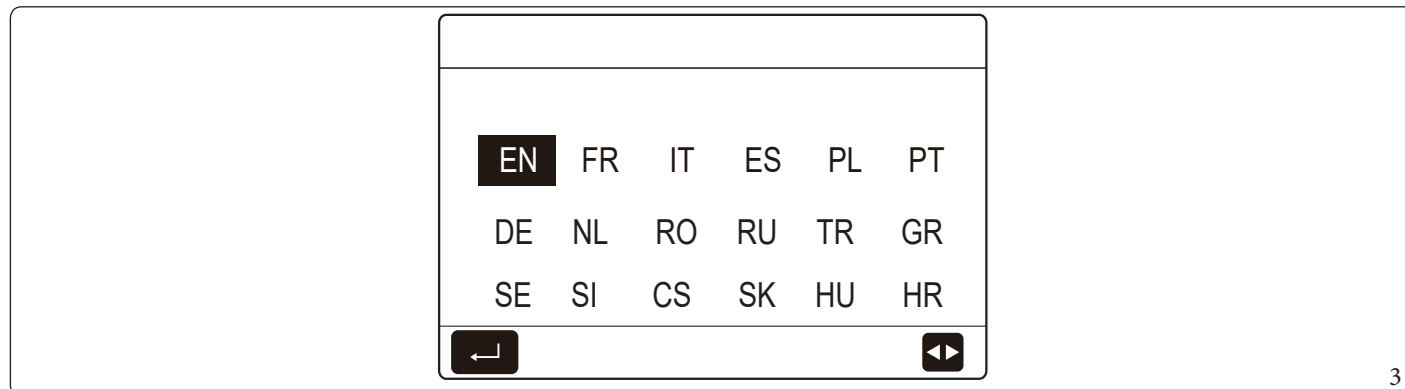 EN FR IT ES PL PT
DE NL RO RU TR GR
SE SI CS SK HU HR
3